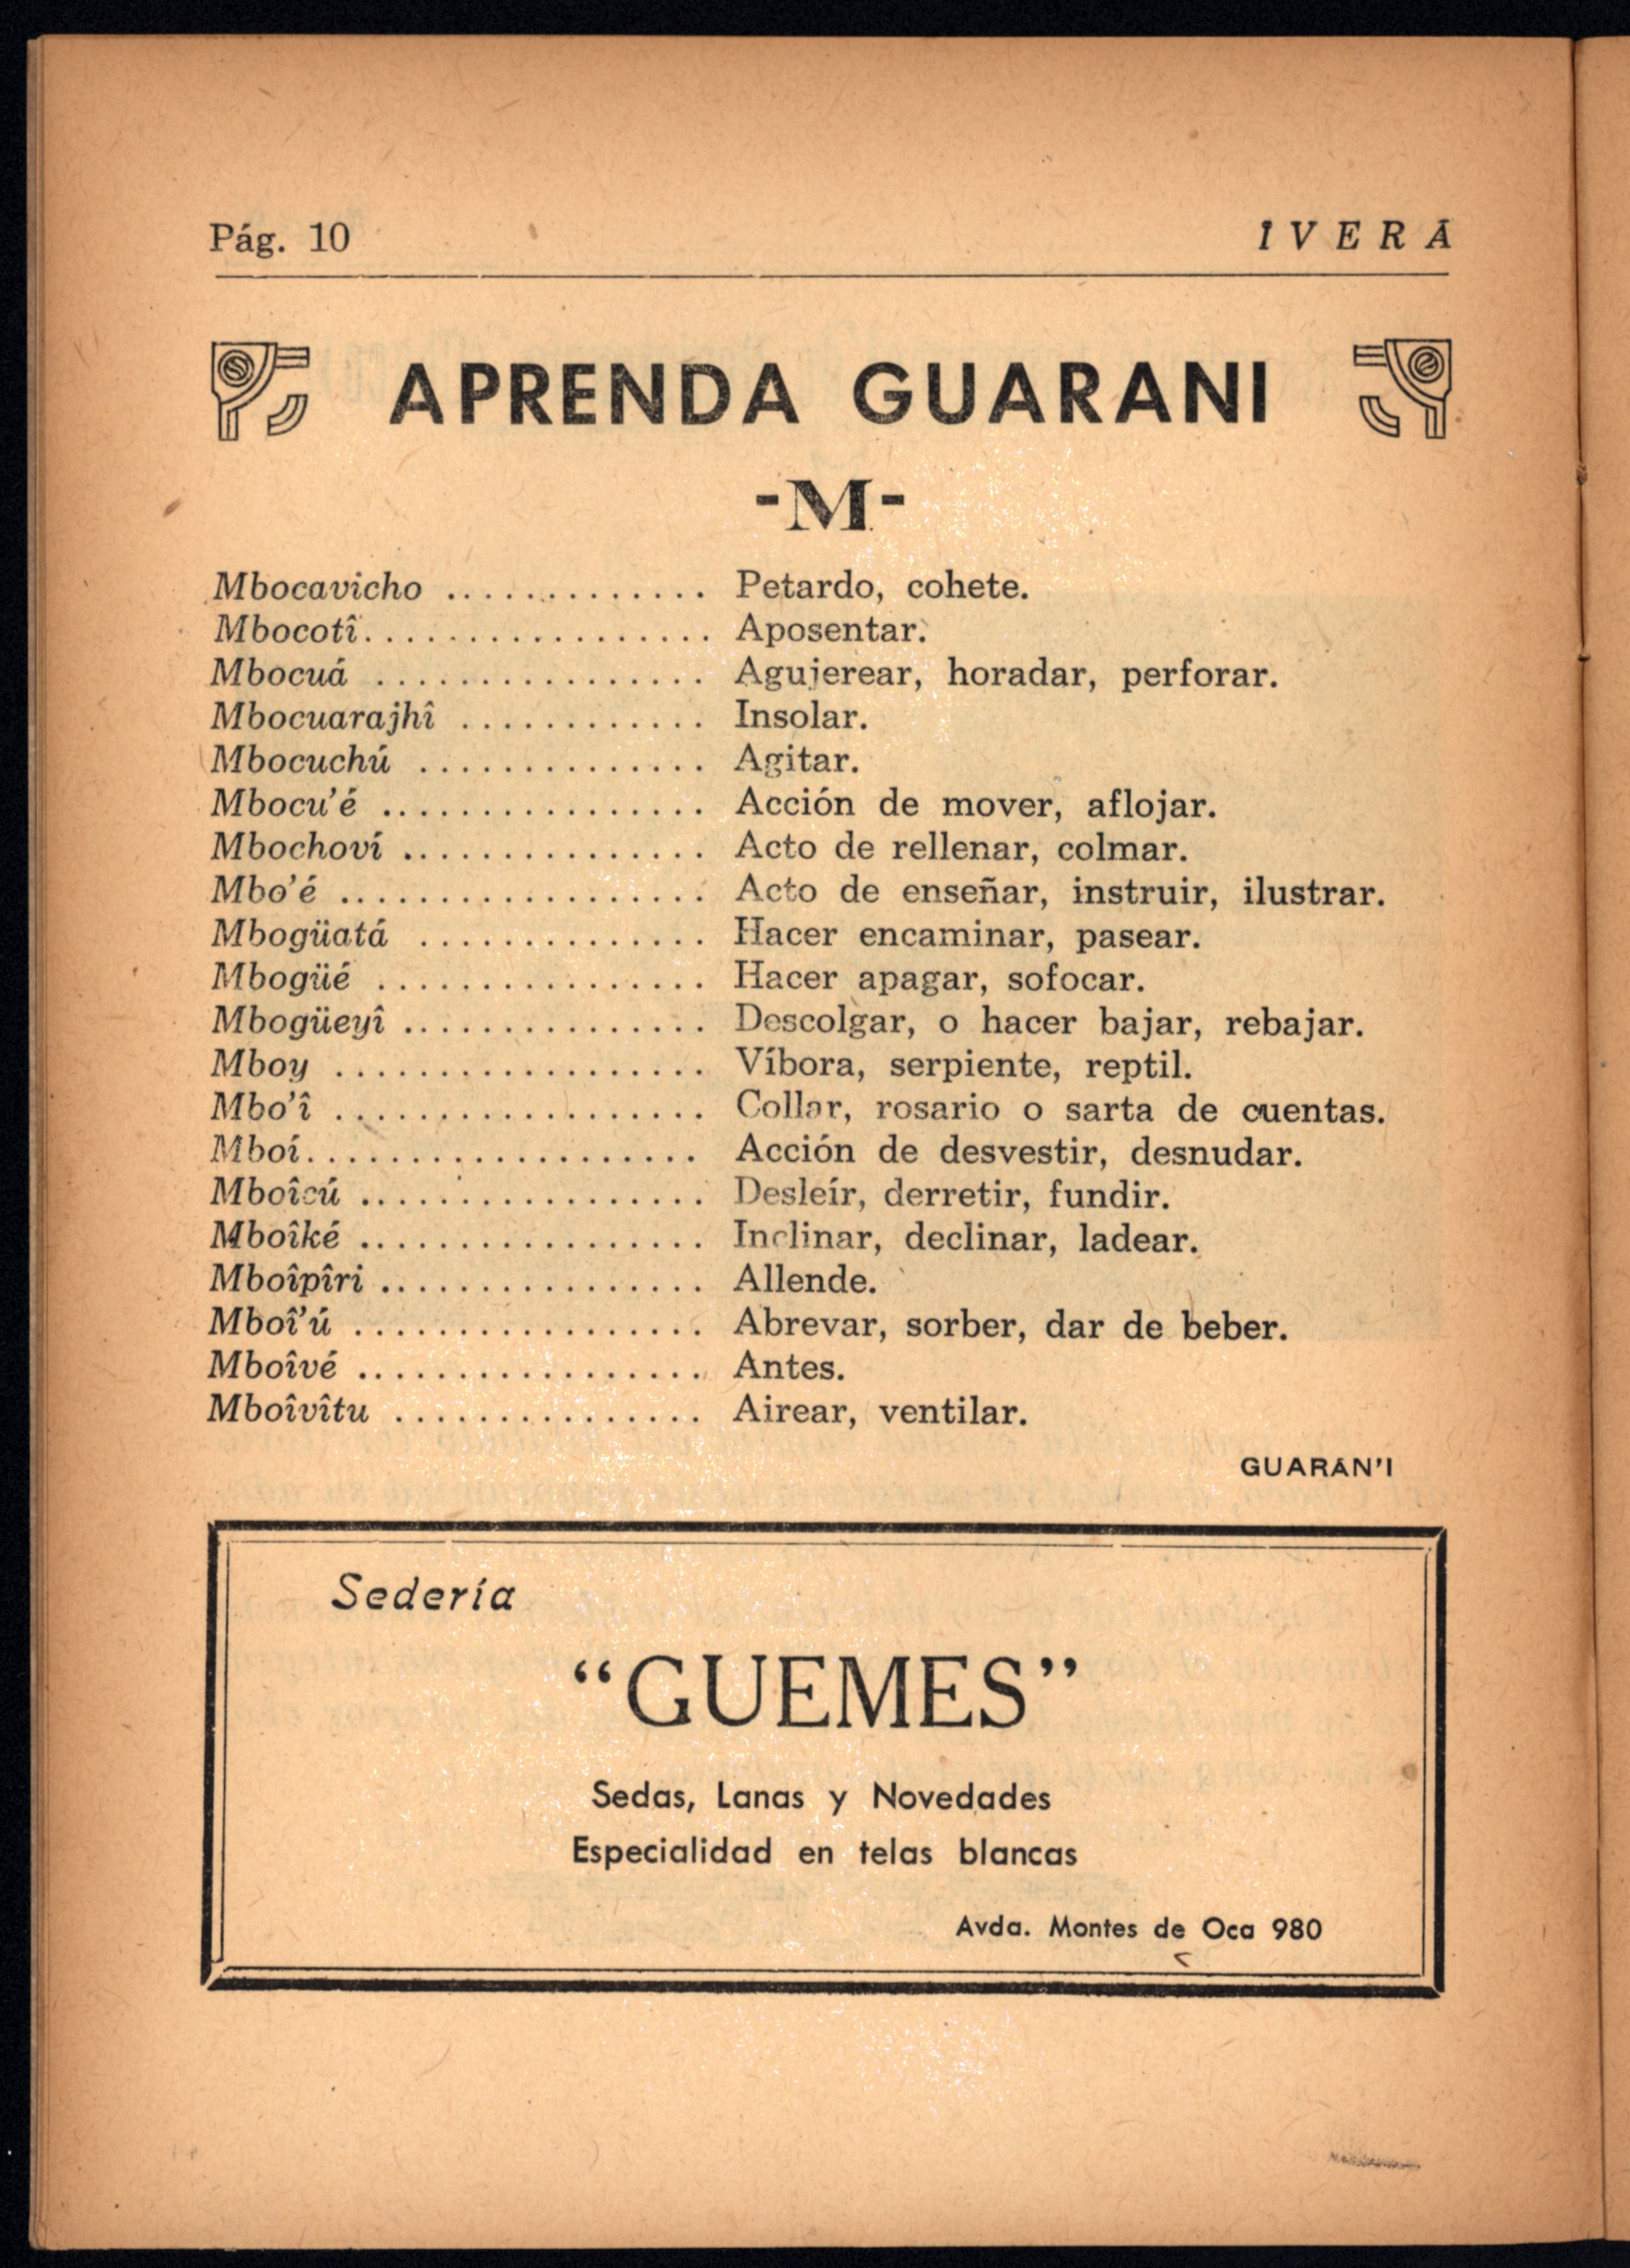 Pág. 10
ÎVERÁ
APRENDA GUARANI
-M-
Mbocavicho ............. Petardo, cohete.
Mbocotî................. Aposentar.
Mbocuá ................ Agujerear, horadar, perforar.
Mbocuarajhî ............ Insolar.
Mbocuchú .............. Agitar.
Mbocu'é ................ Acción de mover, aflojar.
Mbochoví ............... Acto de rellenar, colmar.
Mbo'é .................. Acto de enseñar, instruir, ilustrar.
Mbogüatá .............. Hacer encaminar, pasear.
Mbogüé ................ Hacer apagar, sofocar.
Mbogüeyî ............... Descolgar, o hacer bajar, rebajar.
Mboy .................. Víbora, serpiente, reptil.
Mbo'î .................. Collar, rosario o sarta de cuentas.
Mboí................... Acción de desvestir, desnudar.
Mboîcú ................. Desleír, derretir, fundir.
Mboîké ................. Inclinar, declinar, ladear.
Mboîpîri ................ Allende.
Mboî'ú ................. Abrevar, sorber, dar de beber.
Mboîvé ................. Antes.
Mboîvîtu ............... Airear, ventilar.
GUARÁN'I
Sedería
“GUEMES”
Sedas, Lanas y Novedades
Especialidad en telas blancas
Avda. Montes de Oca 980